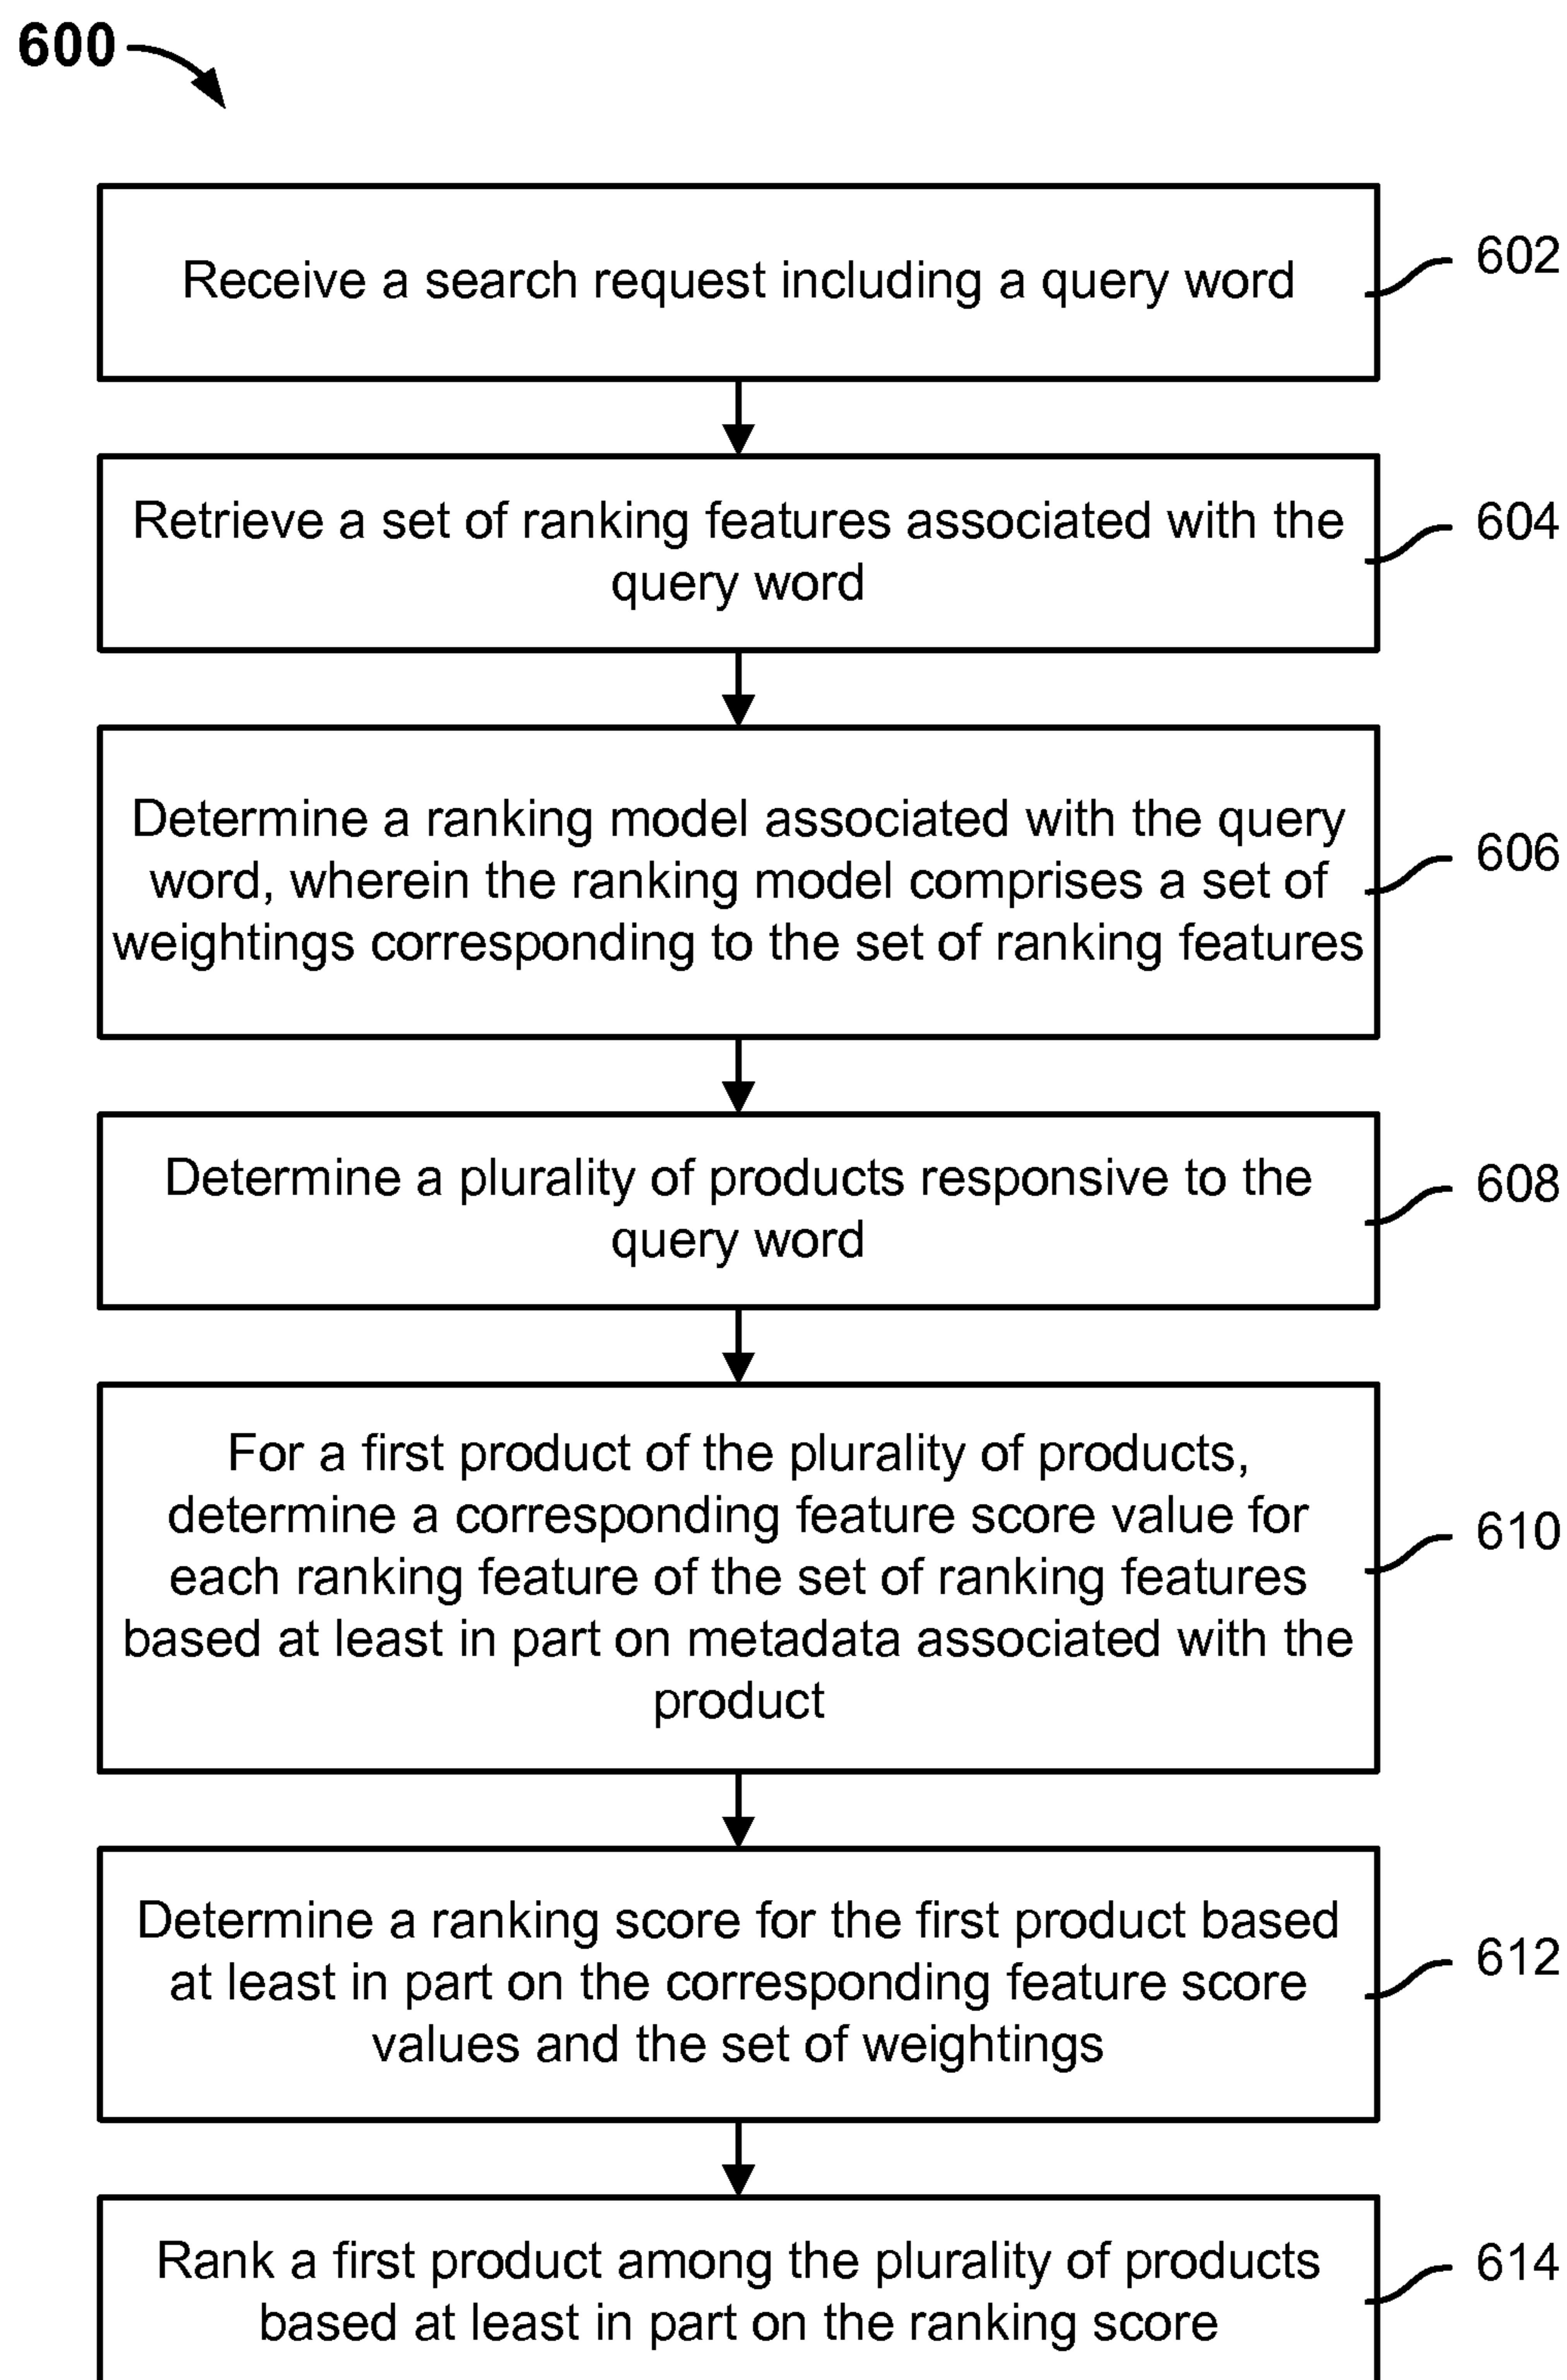 600
Receive a search request including a query word
602
Retrieve a set of ranking features associated with the
query word
604
Determine a ranking model associated with the query
word, wherein the ranking model comprises a set of
weightings corresponding to the set of ranking features
606
Determine a plurality of products responsive to the
query word
608
For a first product of the plurality of products,
determine a corresponding feature score value for
each ranking feature of the set of ranking features
based at least in part on metadata associated with the
product
610
Determine a ranking score for the first product based
at least in part on the corresponding feature score
values and the set of weightings
612
Rank a first product among the plurality of products
based at least in part on the ranking score
614